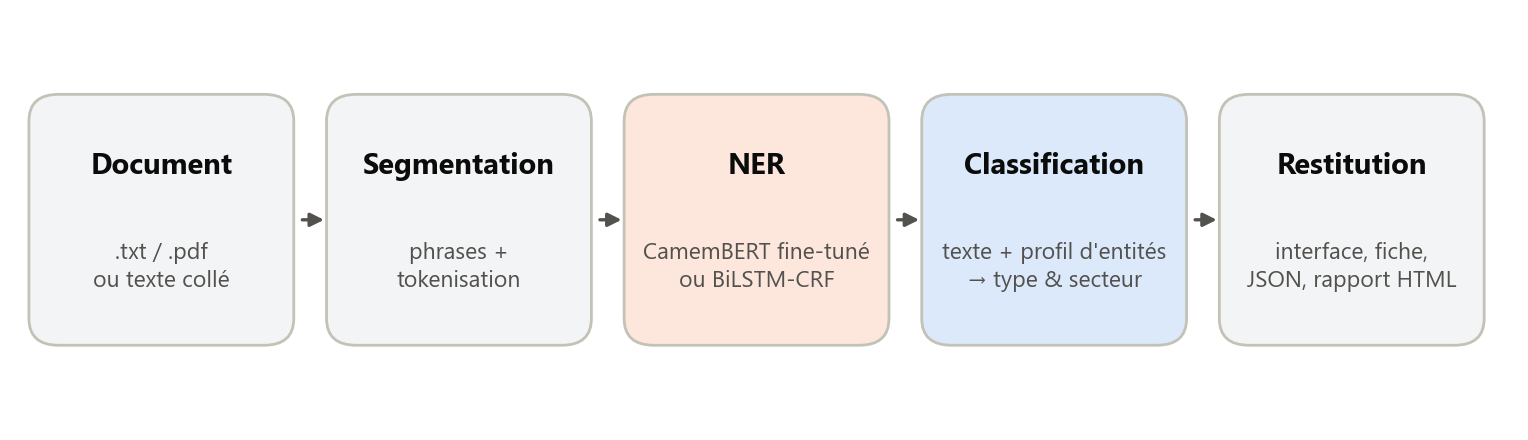 Document
.txt / .pdf
ou texte collé
Segmentation
phrases +
tokenisation
NER
CamemBERT fine-tuné
ou BiLSTM-CRF
Classification
texte + profil d'entités
→ type & secteur
Restitution
interface, fiche,
JSON, rapport HTML